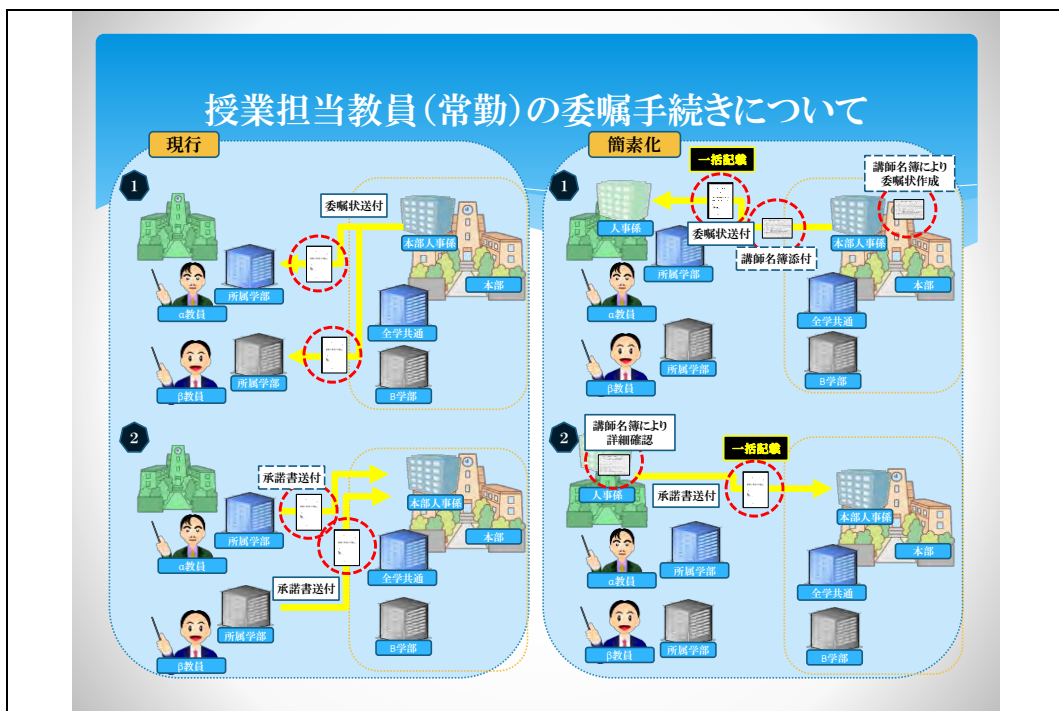 授業担当教員(常勤)の委嘱手続きについて
現行
1
委嘱状送付
本部人事係
本部
所属学部
α教員
全学共通
所属学部
β教員
B学部
2
承諾書送付
本部人事係
本部
所属学部
α教員
全学共通
承諾書送付
所属学部
β教員
B学部
簡素化
1
一括記載
講師名簿により
委嘱状作成
人事係
委嘱状送付
本部人事係
講師名簿添付
本部
所属学部
α教員
全学共通
所属学部
β教員
B学部
2
講師名簿により
詳細確認
一括記載
人事係
承諾書送付
本部人事係
本部
α教員
所属学部
全学共通
β教員
所属学部
B学部